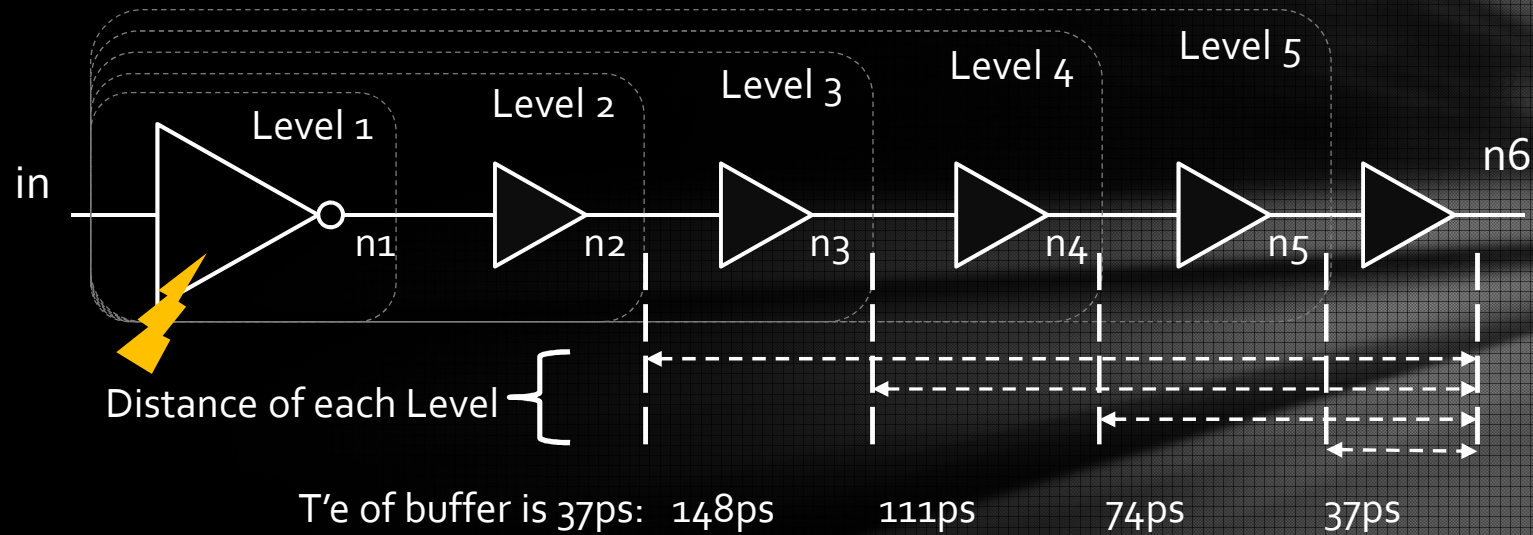 Level 5
Level 4
Level 3
Level 2
Level 1
in
n1
n2
n3
n4
n5
n6
Distance of each Level
T'e of buffer is 37ps: 148ps 111ps 74ps 37ps